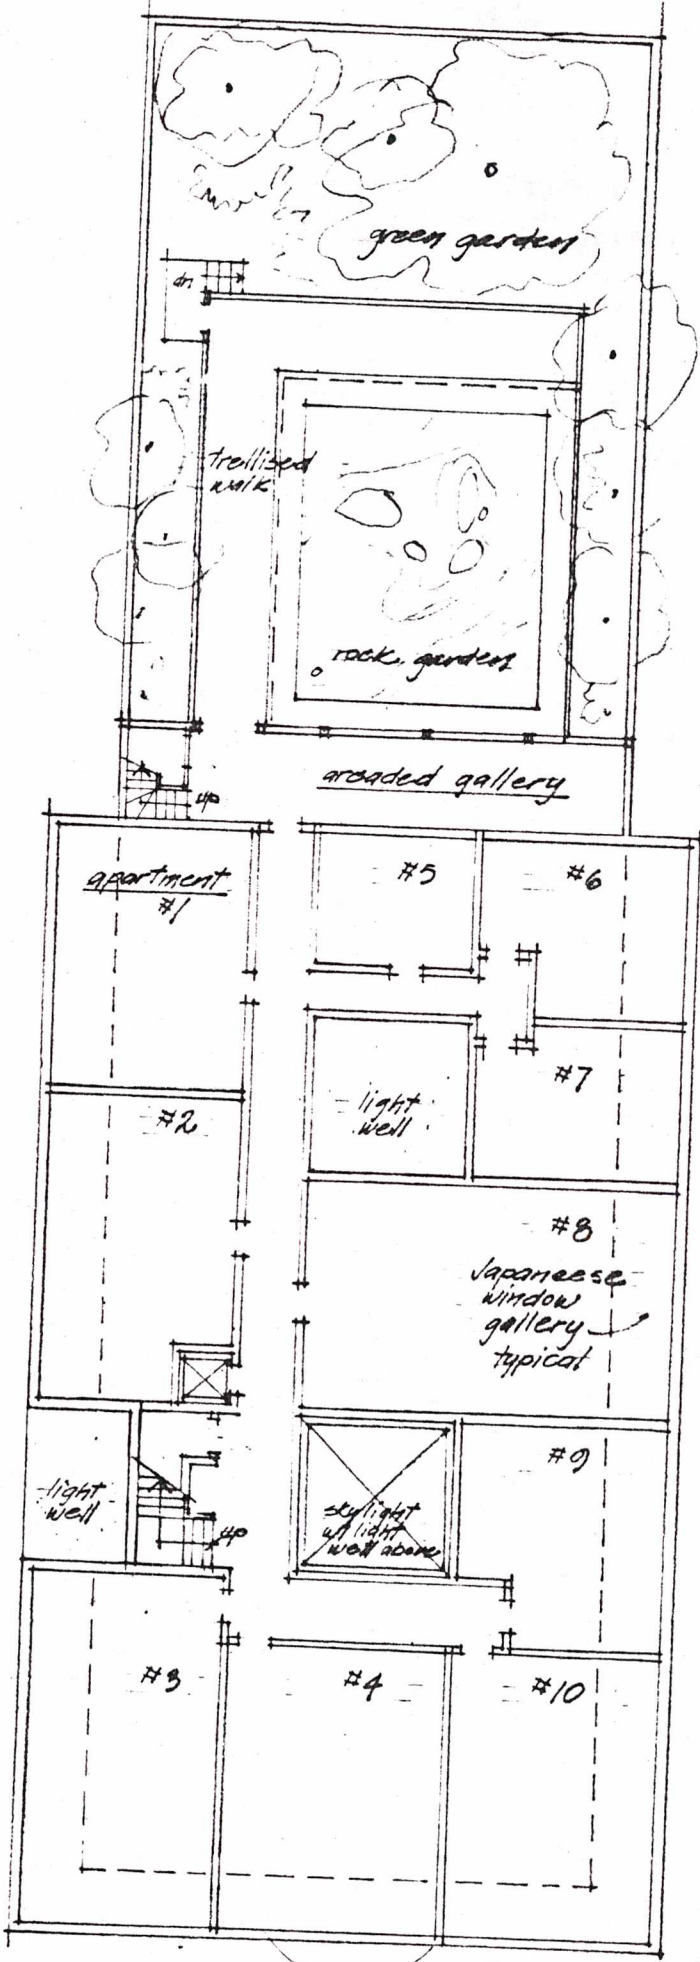 green garden
dn
trellised
walk
rock garden
arcaded gallery
up
apartment
#1
#5
#6
#7
light
well
#2
#8
Japaneese
window
gallery
typical
#9
light
well
skylight
w/ light
well above
up
#3
#4
#10